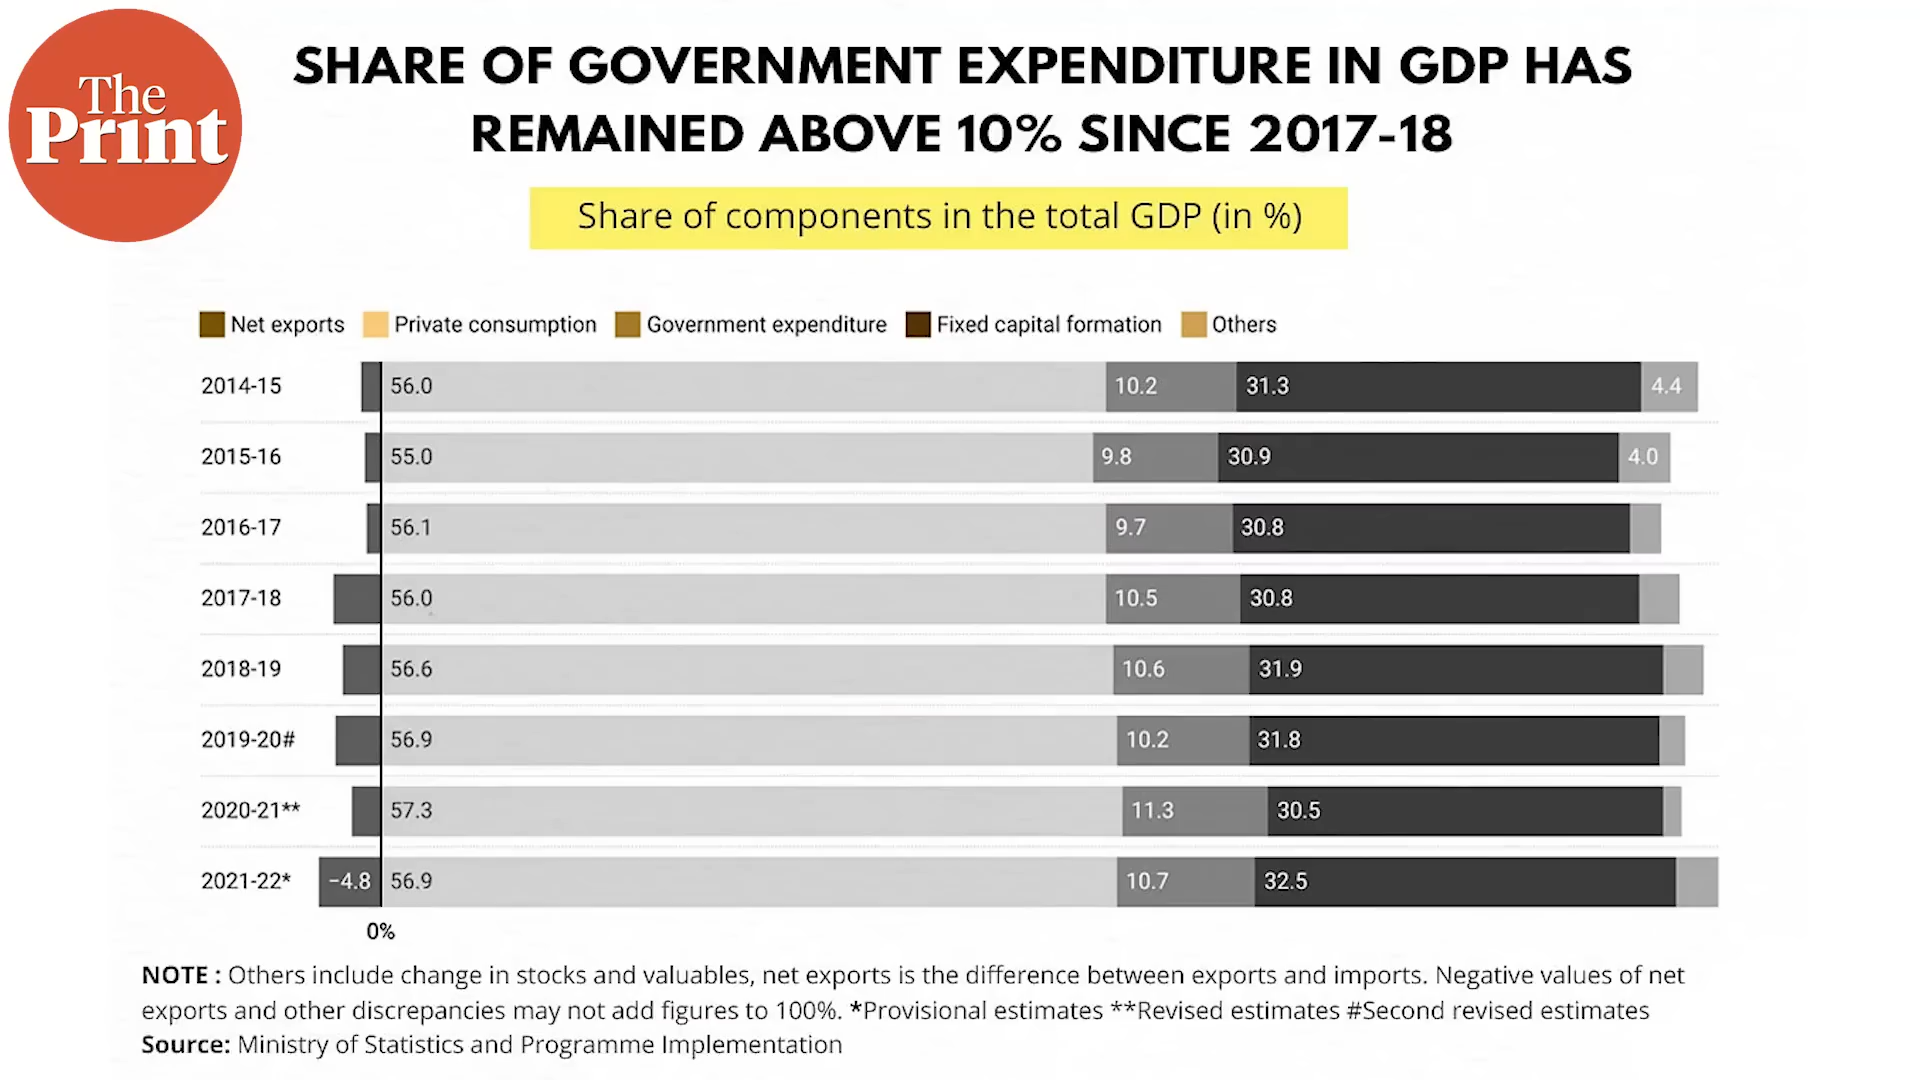 The
Print
SHARE OF GOVERNMENT EXPENDITURE IN GDP HAS
REMAINED ABOVE 10% SINCE 2017-18
Share of components in the total GDP (in %)
Net exports Private consumption Government expenditure Fixed capital formation Others
2014-15 56.0 10.2 31.3 4.4
2015-16 55.0 9.8 30.9 4.0
2016-17 56.1 9.7 30.8
2017-18 56.0 10.5 30.8
2018-19 56.6 10.6 31.9
2019-20# 56.9 10.2 31.8
2020-21** 57.3 11.3 30.5
2021-22* −4.8 56.9 10.7 32.5
0%
NOTE : Others include change in stocks and valuables, net exports is the difference between exports and imports. Negative values of net
exports and other discrepancies may not add figures to 100%. *Provisional estimates **Revised estimates #Second revised estimates
Source: Ministry of Statistics and Programme Implementation